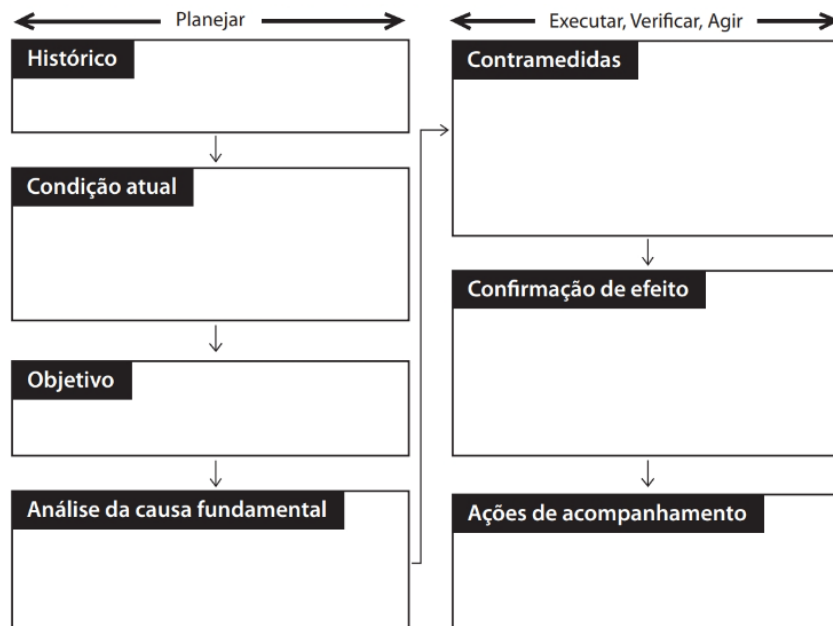 Planejar
Histórico
Condição atual
Objetivo
Análise da causa fundamental
Executar, Verificar, Agir
Contramedidas
Confirmação de efeito
Ações de acompanhamento